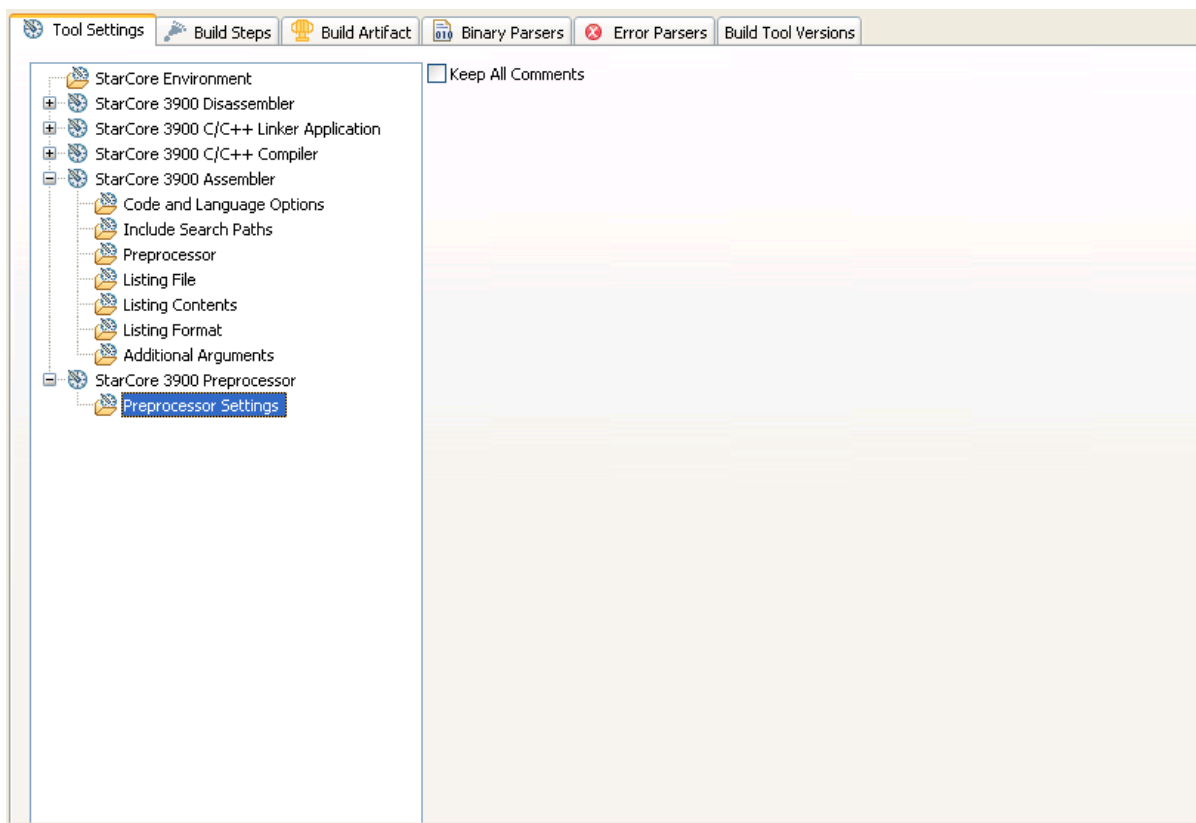 Tool Settings Build Steps Build Artifact Binary Parsers Error Parsers Build Tool Versions
StarCore Environment
Keep All Comments
StarCore 3900 Disassembler
StarCore 3900 C/C++ Linker Application
StarCore 3900 C/C++ Compiler
StarCore 3900 Assembler
Code and Language Options
Include Search Paths
Preprocessor
Listing File
Listing Contents
Listing Format
Additional Arguments
StarCore 3900 Preprocessor
Preprocessor Settings